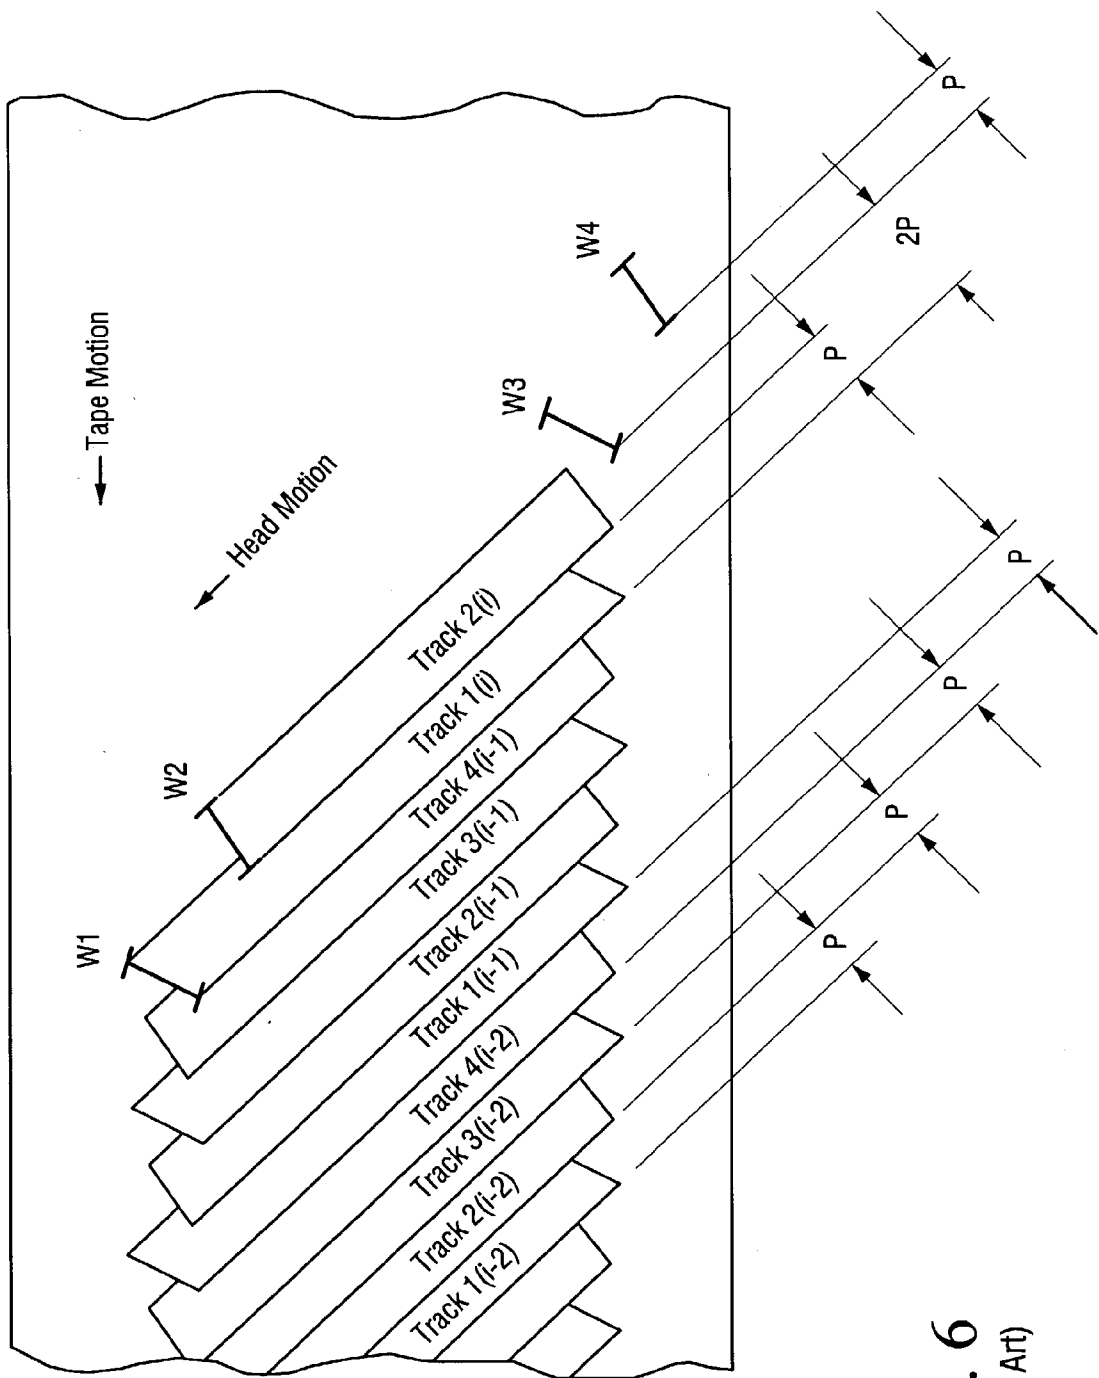 Tape Motion
Head Motion
W1
W2
W3
W4
Track 2(i)
Track 1(i)
Track 4(i-1)
Track 3(i-1)
Track 2(i-1)
Track 1(i-1)
Track 4(i-2)
Track 3(i-2)
Track 2(i-2)
Track 1(i-2)
P
2P
P
P
P
P
P
. 6
Art)